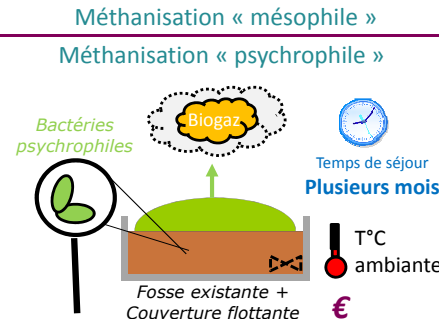 Méthanisation « mésophile »
Méthanisation « psychrophile »
Bactéries
psychrophiles
Biogaz
Temps de séjour
Plusieurs mois
T°C
ambiante
Fosse existante +
Couverture flottante
€